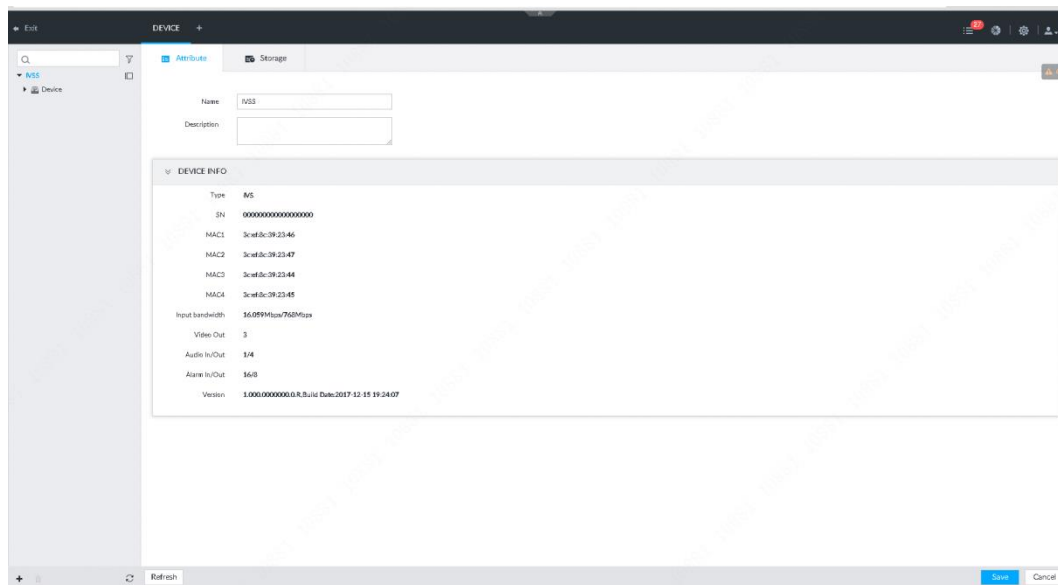 Exit
DEVICE +
87
IVSS
Device
Attribute
Storage
Name IVSS
Description
DEVICE INFO
Type IVS
SN 000000000000000000
MAC1 3c:ef:8c:39:23:46
MAC2 3c:ef:8c:39:23:47
MAC3 3c:ef:8c:39:23:44
MAC4 3c:ef:8c:39:23:45
Input bandwidth 16.059Mbps/768Mbps
Video Out 3
Audio In/Out 1/4
Alarm In/Out 16/8
Version 1.000.0000000.0.R,Build Date:2017-12-15 19:24:07
+
Refresh
Save
Cancel